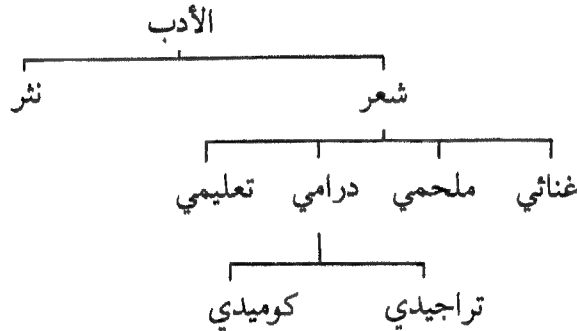 الأدب
شعر نثر
غنائي ملحمي درامي تعليمي
تراجيدي كوميدي